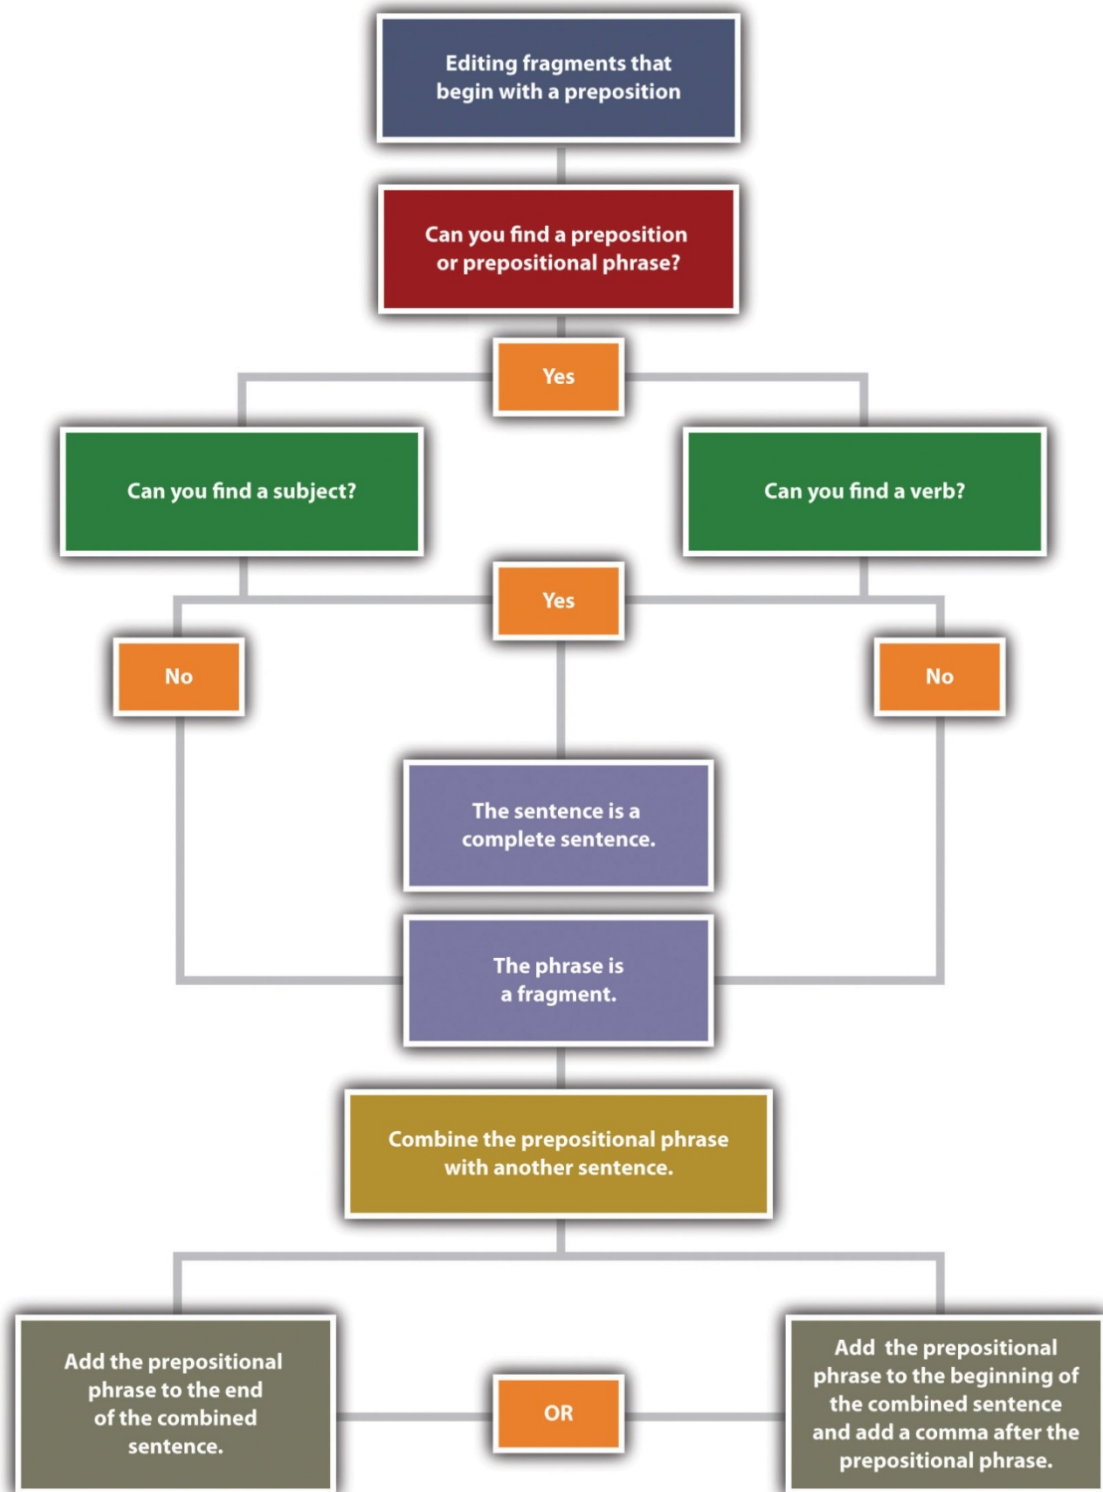 Editing fragments that
begin with a preposition
Can you find a preposition
or prepositional phrase?
Yes
Can you find a subject?
Can you find a verb?
Yes
No
No
The sentence is a
complete sentence.
The phrase is
a fragment.
Combine the prepositional phrase
with another sentence.
Add the prepositional
phrase to the end
of the combined
sentence.
OR
Add the prepositional
phrase to the beginning of
the combined sentence
and add a comma after the
prepositional phrase.